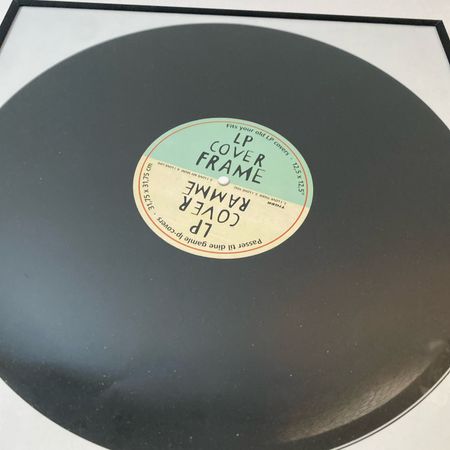 Fits your old LP covers · 12,5 x 12,5"
LP
COVER
FRAME
LP
COVER
RAMME
Passer til dine gamle lp-covers · 31,75 x 31,75 cm